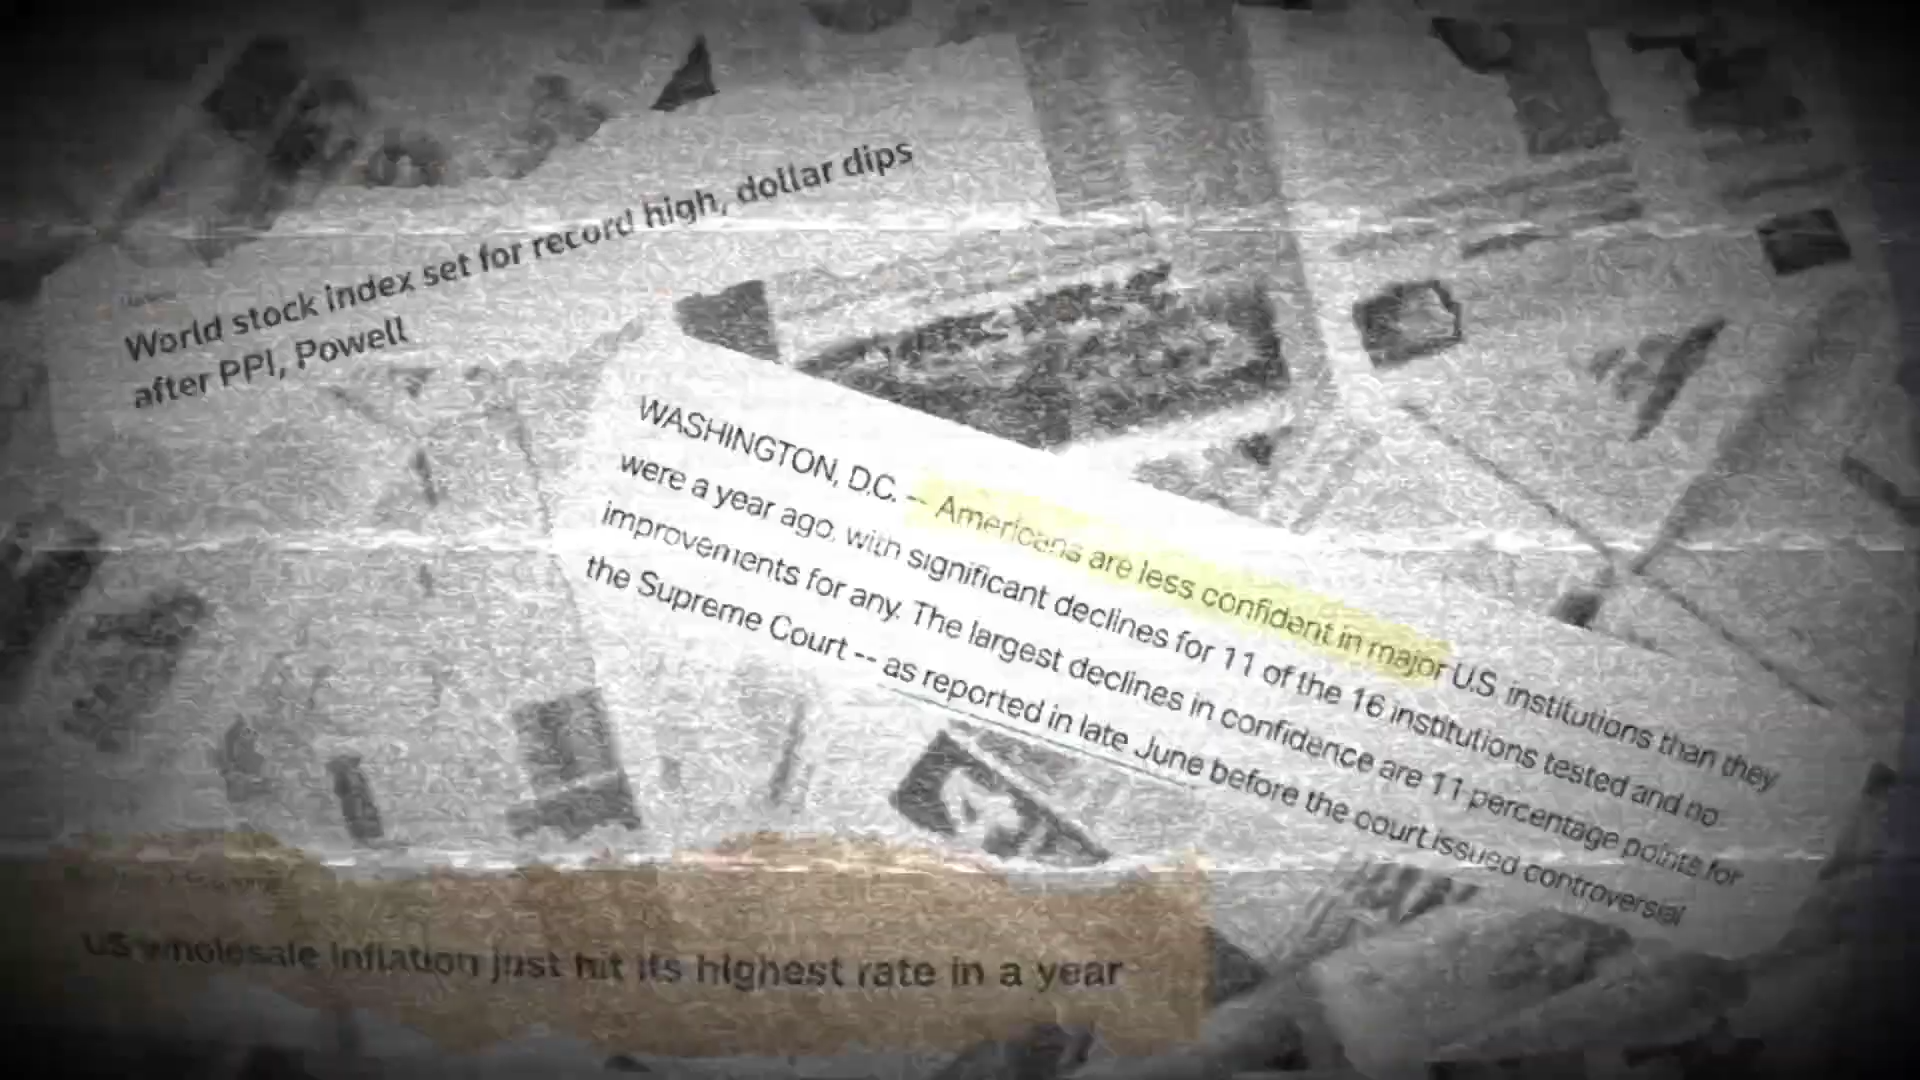 World stock index set for record high, dollar dips
after PPI, Powell
WASHINGTON, D.C. -- Americans are less confident in major U.S. institutions than they
were a year ago, with significant declines for 11 of the 16 institutions tested and no
improvements for any. The largest declines in confidence are 11 percentage points for
the Supreme Court -- as reported in late June before the court issued controversial
US wholesale inflation just hit its highest rate in a year